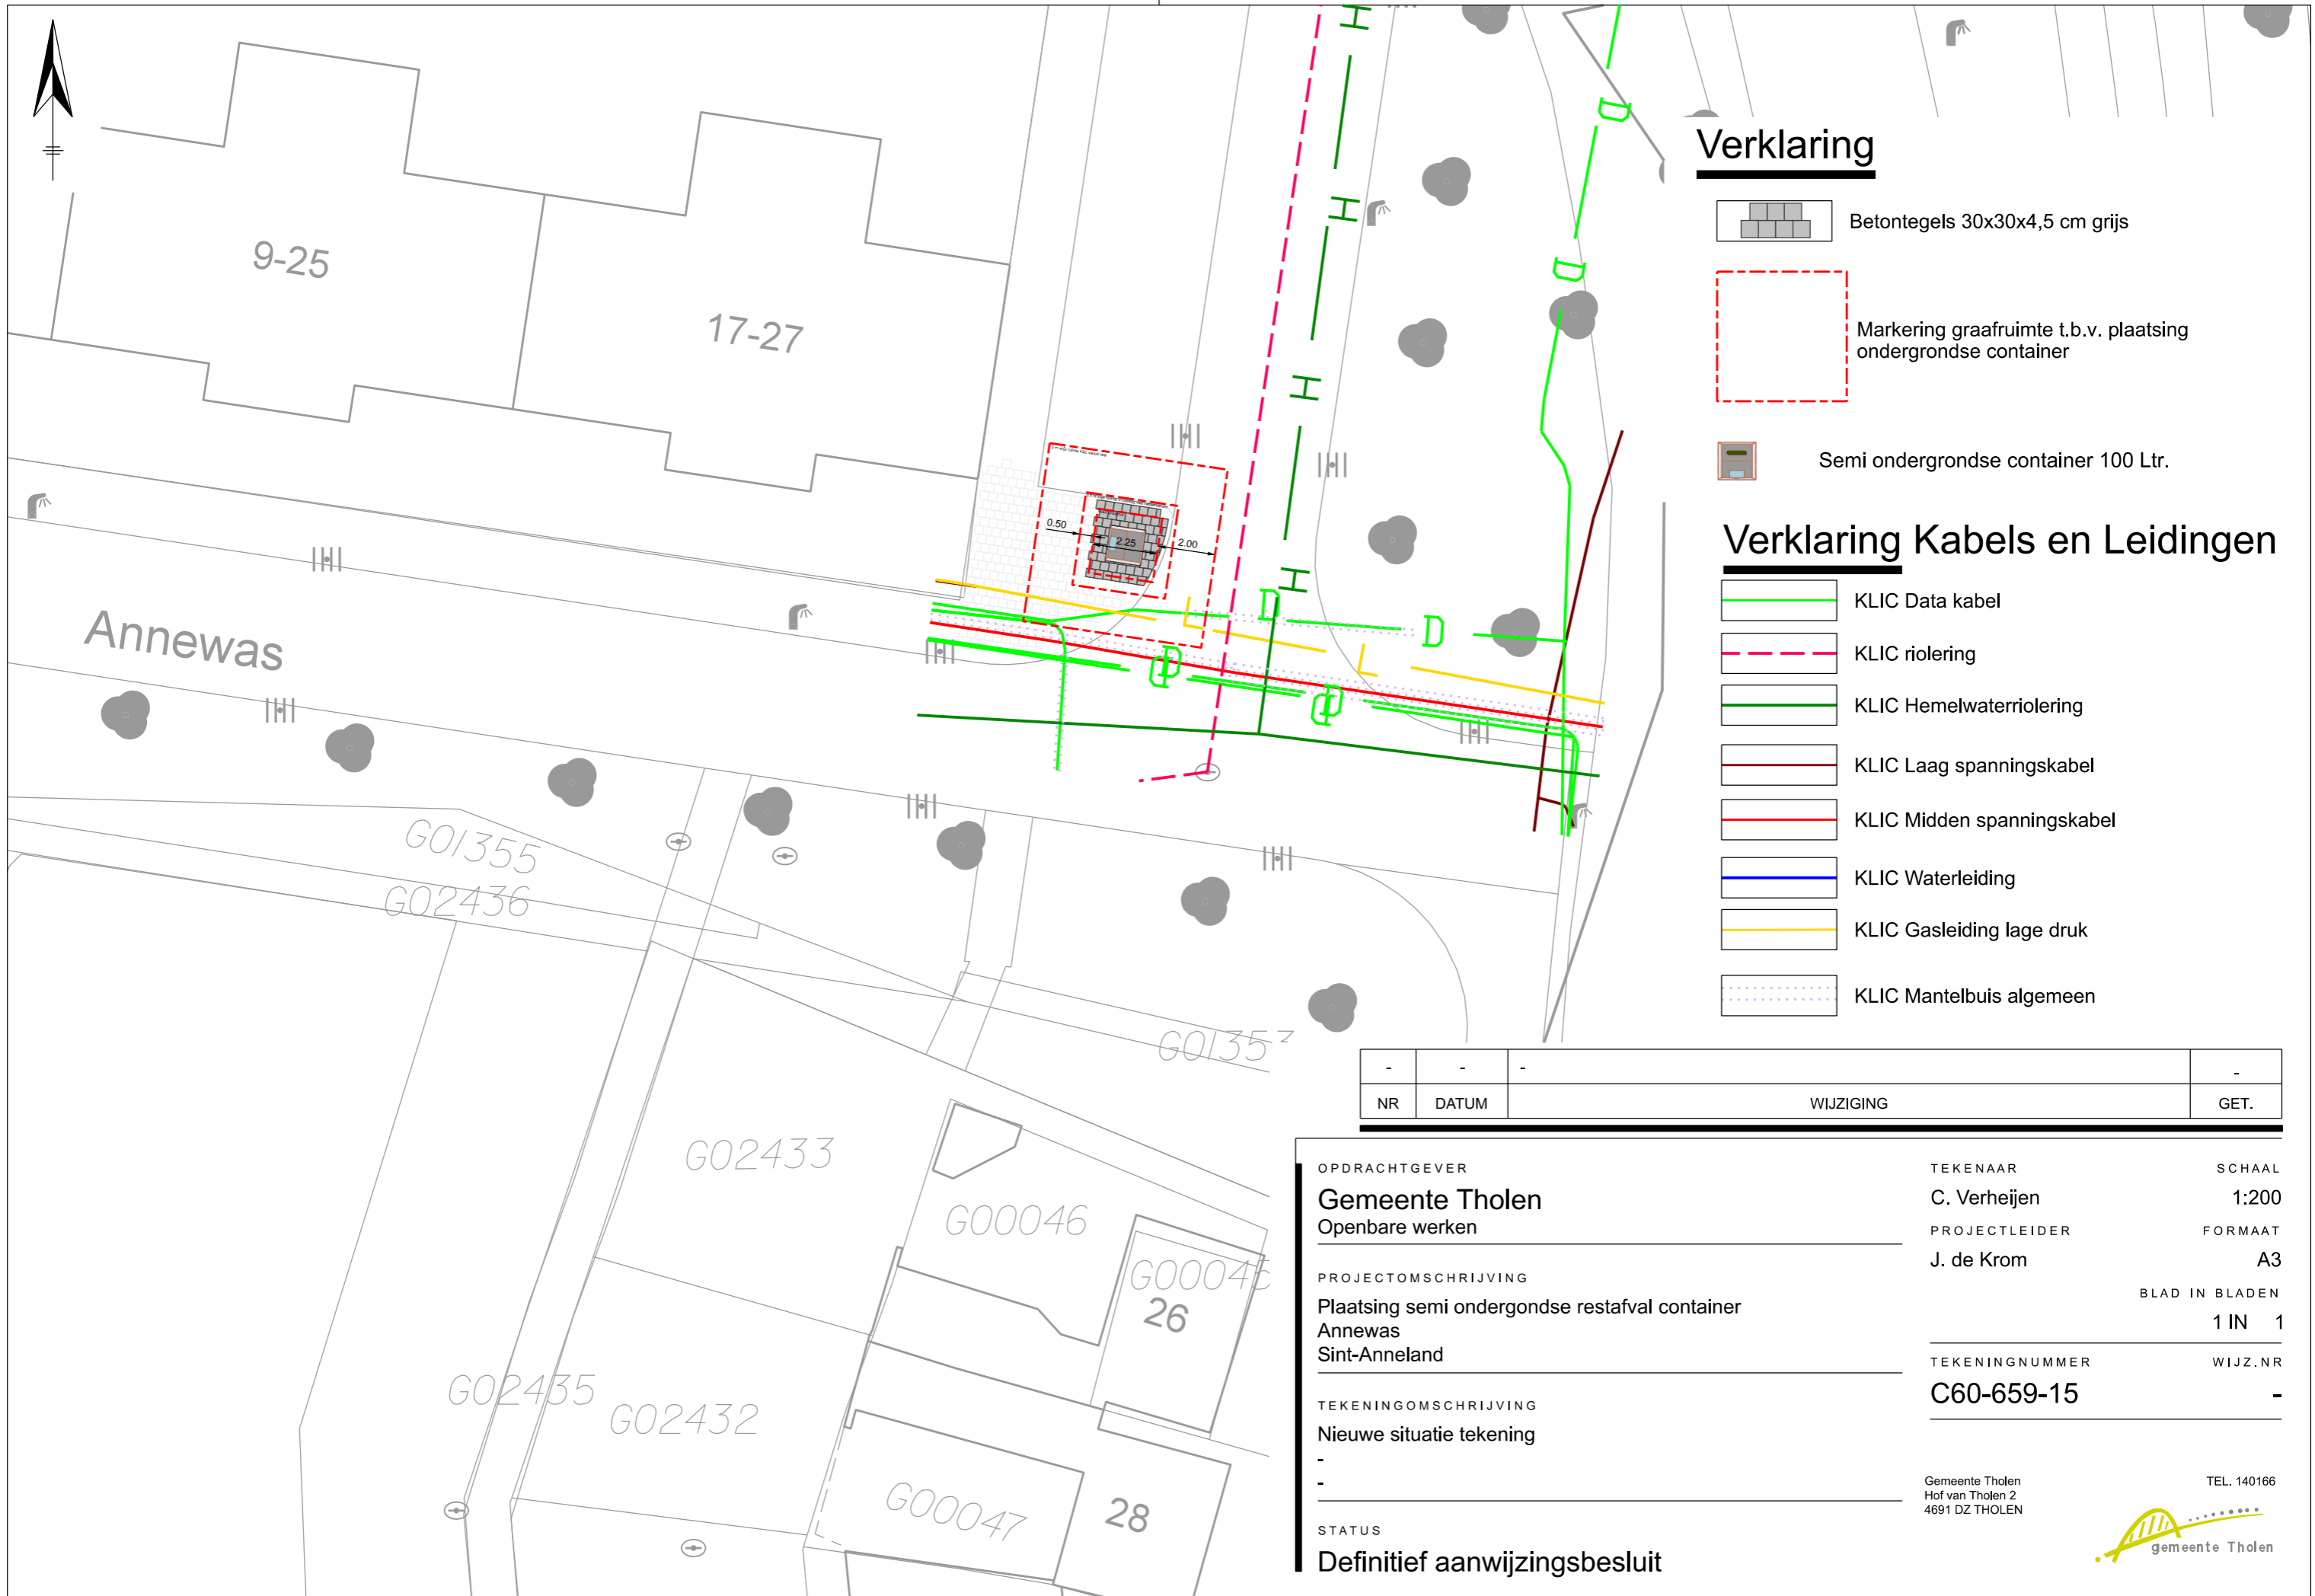 9-25
17-27
Annewas
0.50
2.25
2.00
H
H
H
H
H
D
D
D
D
D
D
D
D
L
L
G01355
G02436
G02433
G00046
26
G02435
G02432
G00047
28
Verklaring
Betontegels 30x30x4,5 cm grijs
Markering graafruimte t.b.v. plaatsing
ondergrondse container
Semi ondergrondse container 100 Ltr.
Verklaring Kabels en Leidingen
KLIC Data kabel
KLIC riolering
KLIC Hemelwaterriolering
KLIC Laag spanningskabel
KLIC Midden spanningskabel
KLIC Waterleiding
KLIC Gasleiding lage druk
KLIC Mantelbuis algemeen
- - - -
NR DATUM WIJZIGING GET.
OPDRACHTGEVER
Gemeente Tholen
Openbare werken
PROJECTOMSCHRIJVING
Plaatsing semi ondergondse restafval container
Annewas
Sint-Anneland
TEKENINGOMSCHRIJVING
Nieuwe situatie tekening
-
-
STATUS
Definitief aanwijzingsbesluit
TEKENAAR SCHAAL
C. Verheijen 1:200
PROJECTLEIDER FORMAAT
J. de Krom A3
BLAD IN BLADEN
1 IN 1
TEKENINGNUMMER WIJZ.NR
C60-659-15 -
Gemeente Tholen TEL. 140166
Hof van Tholen 2
4691 DZ THOLEN
gemeente Tholen